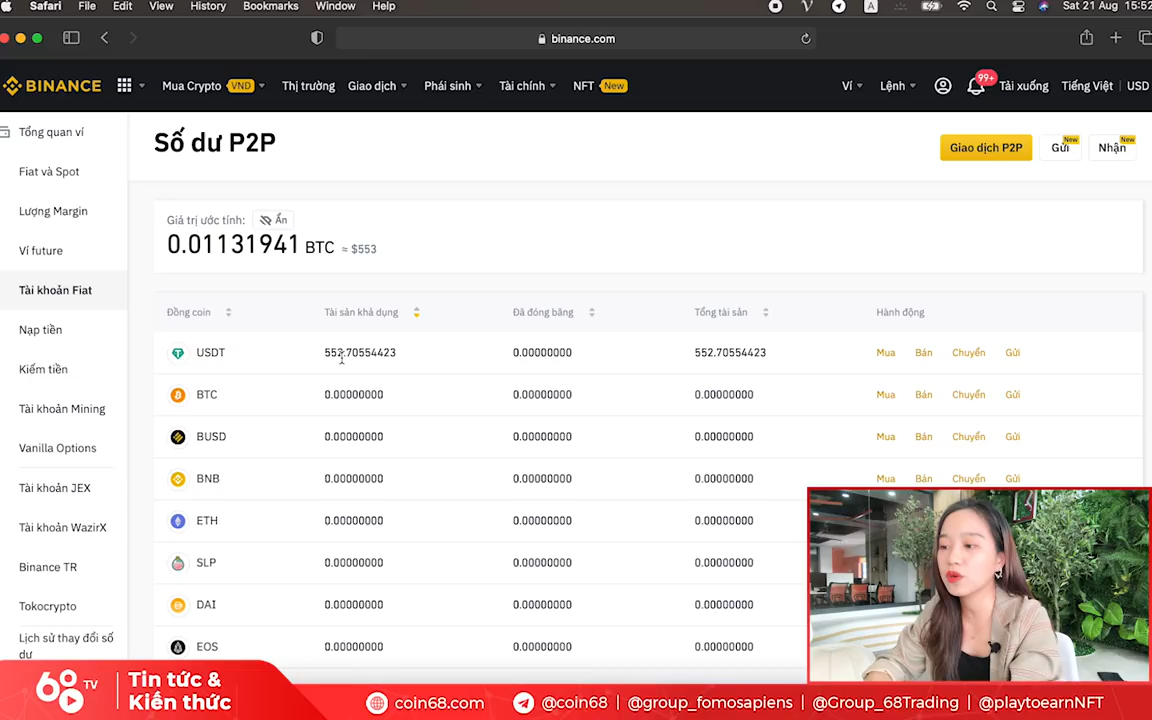 Safari File Edit View History Bookmarks Window Help A Sat 21 Aug 15:52
binance.com
BINANCE Mua Crypto VND Thị trường Giao dịch Phái sinh Tài chính NFT New Ví Lệnh 99+ Tải xuống Tiếng Việt | USD
Tổng quan ví
Fiat và Spot
Lượng Margin
Ví future
Tài khoản Fiat
Nạp tiền
Kiếm tiền
Tài khoản Mining
Vanilla Options
Tài khoản JEX
Tài khoản WazirX
Binance TR
Tokocrypto
Lịch sử thay đổi số
dư
Số dư P2P
Giao dịch P2P Gửi New Nhận New
Giá trị ước tính: Ẩn
0.01131941 BTC ≈ $553
Đồng coin Tài sản khả dụng Đã đóng băng Tổng tài sản Hành động
USDT 552.70554423 0.00000000 552.70554423 Mua Bán Chuyển Gửi
BTC 0.00000000 0.00000000 0.00000000 Mua Bán Chuyển Gửi
BUSD 0.00000000 0.00000000 0.00000000 Mua Bán Chuyển Gửi
BNB 0.00000000 0.00000000 0.00000000 Mua Bán Chuyển Gửi
ETH 0.00000000 0.00000000 0.00000000
SLP 0.00000000 0.00000000 0.00000000
DAI 0.00000000 0.00000000 0.00000000
EOS 0.00000000 0.00000000 0.00000000
68 TV
Tin tức &
Kiến thức
coin68.com @coin68 | @group_fomosapiens | @Group_68Trading | @playtoearnNFT